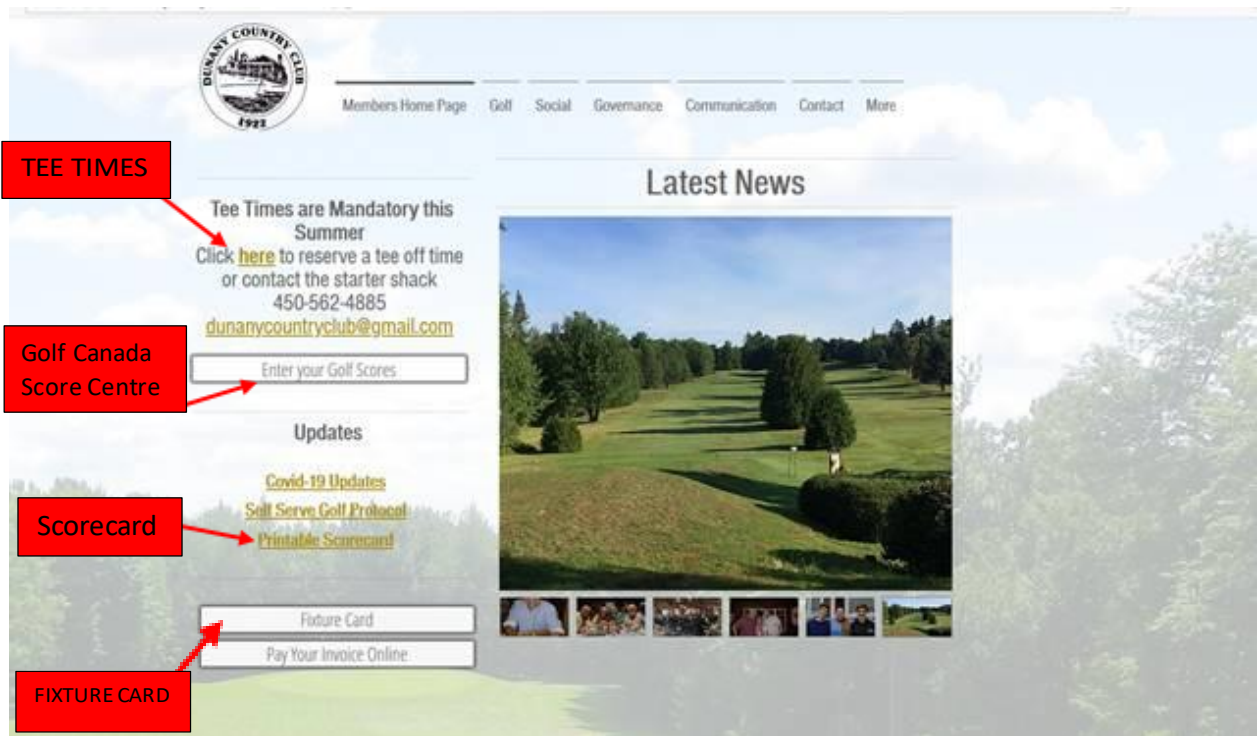 DUNANY COUNTRY CLUB
1922
Members Home Page Golf Social Governance Communication Contact More
TEE TIMES
Tee Times are Mandatory this
Summer
Click here to reserve a tee off time
or contact the starter shack
450-562-4885
dunanycountryclub@gmail.com
Golf Canada
Score Centre
Enter your Golf Scores
Updates
Covid-19 Updates
Self Serve Golf Protocol
Scorecard
Printable Scorecard
Fixture Card
Pay Your Invoice Online
FIXTURE CARD
Latest News